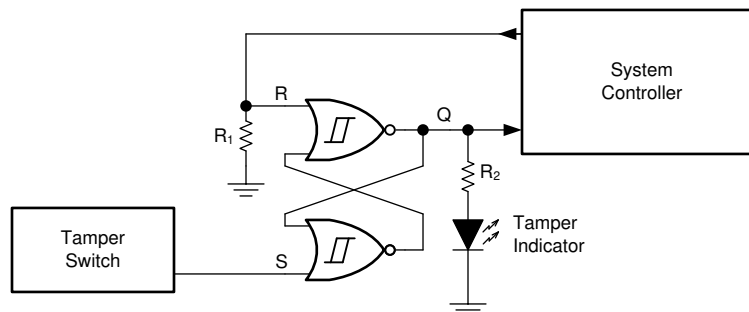 System
Controller
R
Q
R1
R2
Tamper
Indicator
Tamper
Switch
S